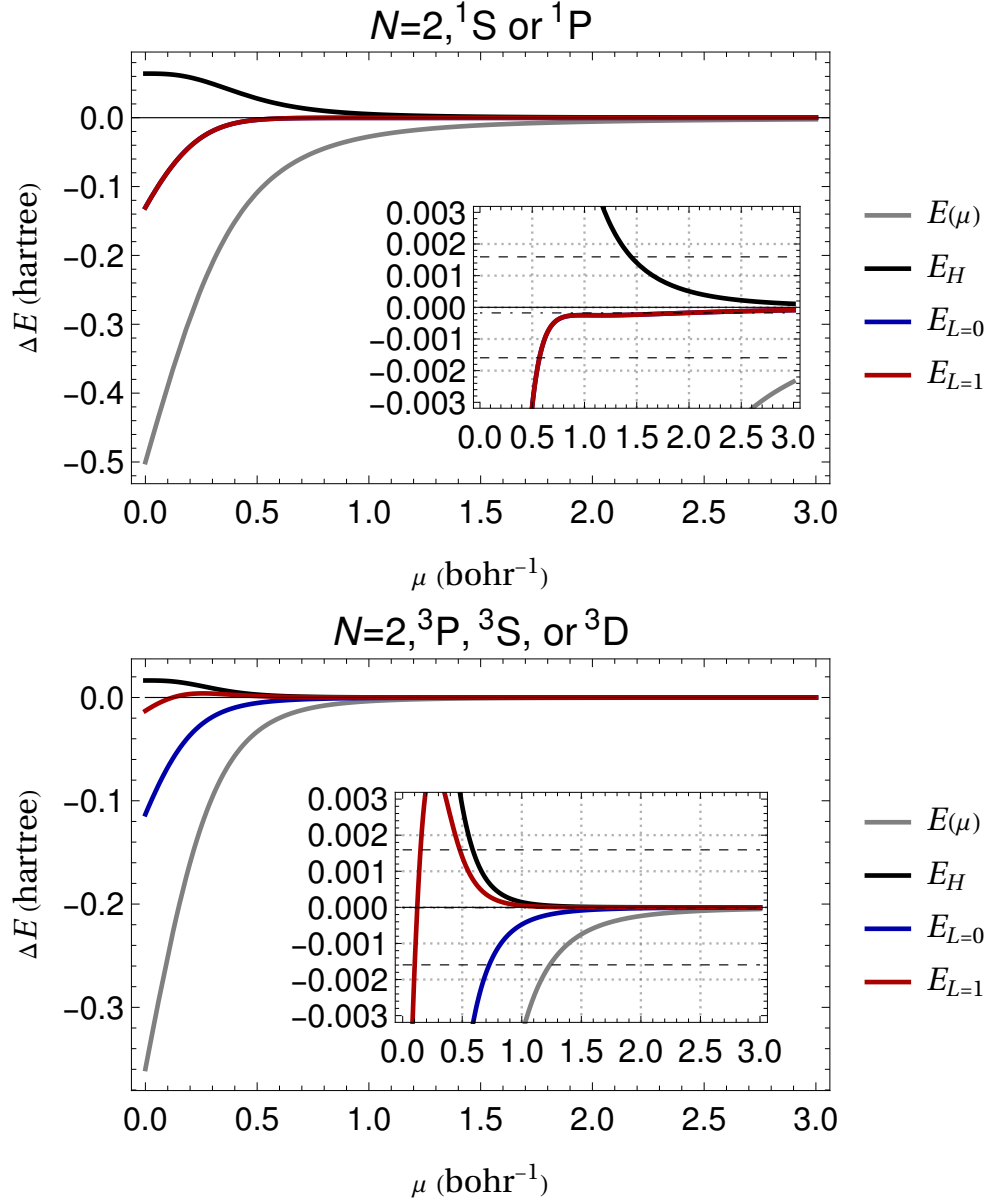 N=2,¹S or ¹P
0.0
−0.1
−0.2
−0.3
−0.4
−0.5
ΔE (hartree)
0.003
0.002
0.001
0.000
−0.001
−0.002
−0.003
0.0 0.5 1.0 1.5 2.0 2.5 3.0
E(μ)
E_H
E_{L=0}
E_{L=1}
0.0 0.5 1.0 1.5 2.0 2.5 3.0
μ (bohr⁻¹)
N=2,³P, ³S, or ³D
0.0
−0.1
−0.2
−0.3
ΔE (hartree)
0.003
0.002
0.001
0.000
−0.001
−0.002
−0.003
0.0 0.5 1.0 1.5 2.0 2.5 3.0
E(μ)
E_H
E_{L=0}
E_{L=1}
0.0 0.5 1.0 1.5 2.0 2.5 3.0
μ (bohr⁻¹)